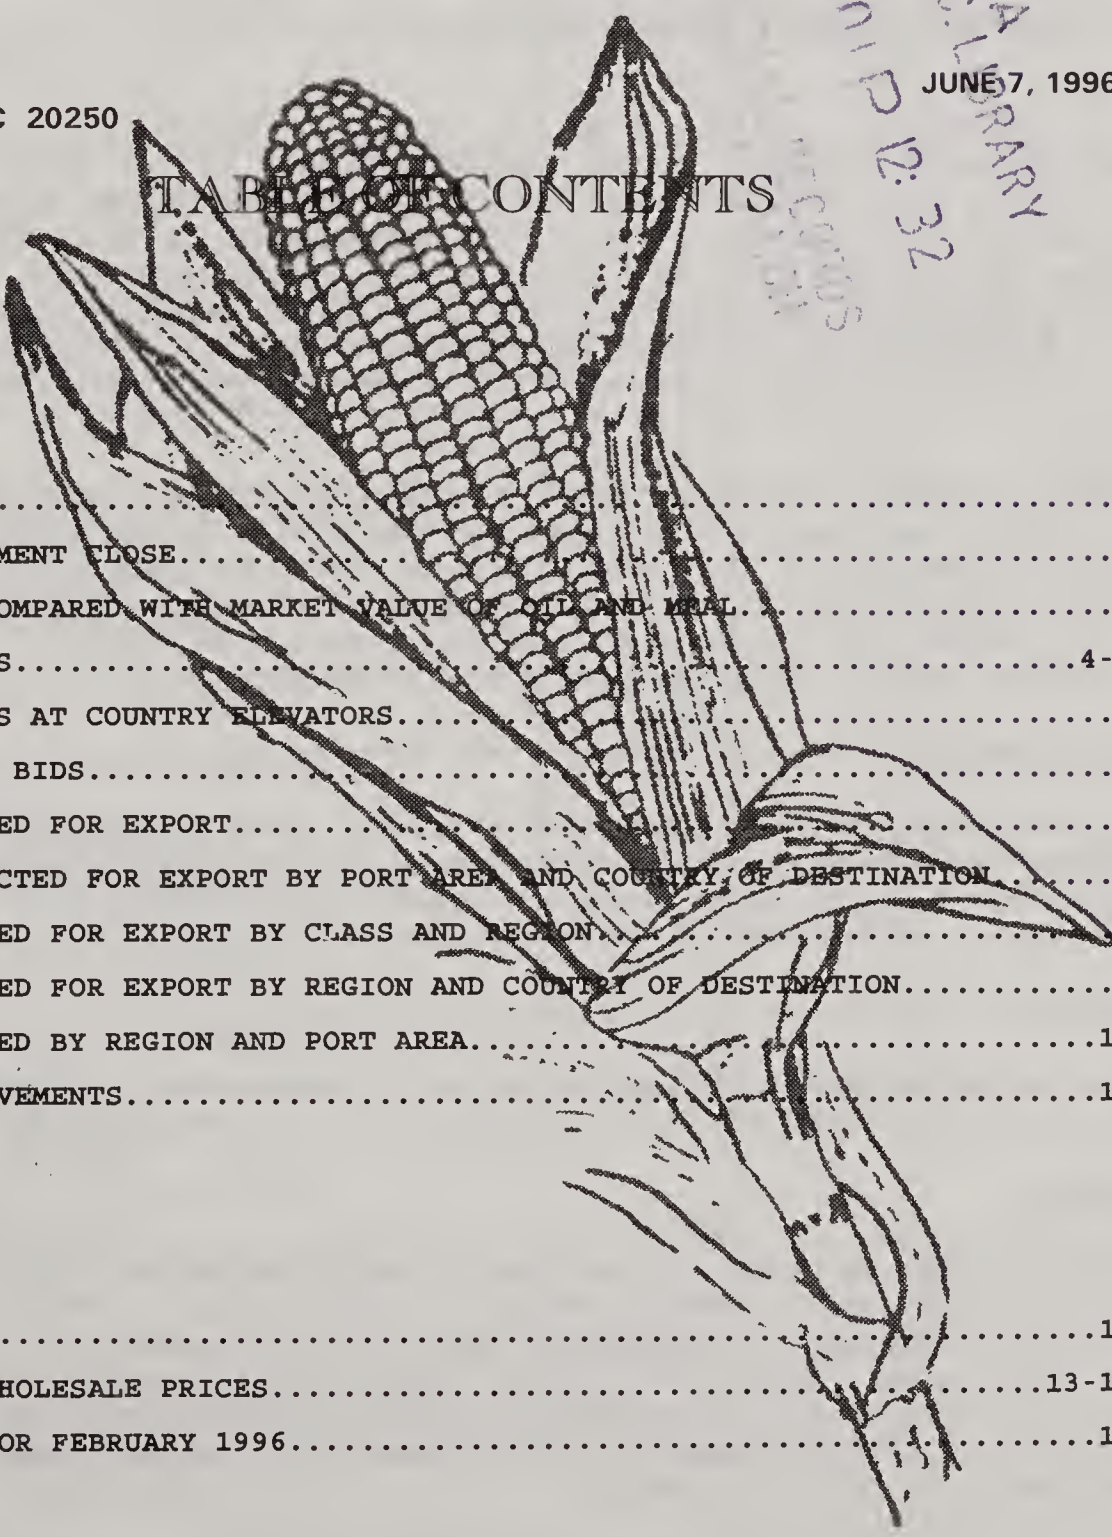 JUNE 7, 1996
C 20250
TABLE OF CONTENTS
LIBRARY
12: 32
MENT CLOSE
OMPARED WITH MARKET VALUE OF OIL AND MEAL
S 4-
S AT COUNTRY ELEVATORS
BIDS
ED FOR EXPORT
CTED FOR EXPORT BY PORT AREA AND COUNTRY OF DESTINATION
ED FOR EXPORT BY CLASS AND REGION
ED FOR EXPORT BY REGION AND COUNTRY OF DESTINATION
ED BY REGION AND PORT AREA 1
VEMENTS 1
1
HOLESALE PRICES 13-1
OR FEBRUARY 1996 1